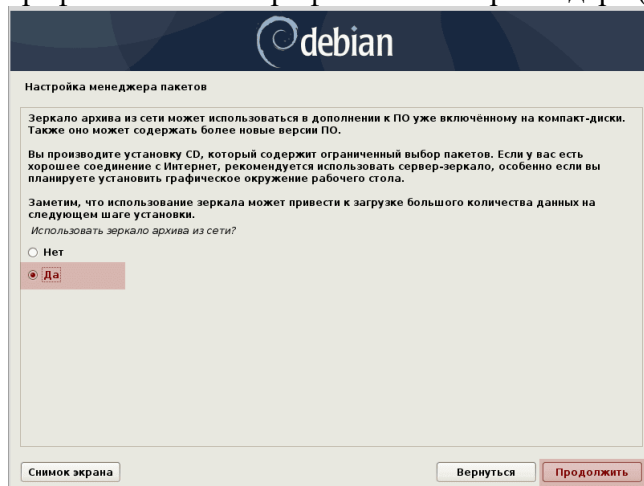 debian
Настройка менеджера пакетов
Зеркало архива из сети может использоваться в дополнении к ПО уже включённому на компакт-диски.
Также оно может содержать более новые версии ПО.
Вы производите установку CD, который содержит ограниченный выбор пакетов. Если у вас есть
хорошее соединение с Интернет, рекомендуется использовать сервер-зеркало, особенно если вы
планируете установить графическое окружение рабочего стола.
Заметим, что использование зеркала может привести к загрузке большого количества данных на
следующем шаге установки.
Использовать зеркало архива из сети?
Нет
Да
Снимок экрана
Вернуться
Продолжить